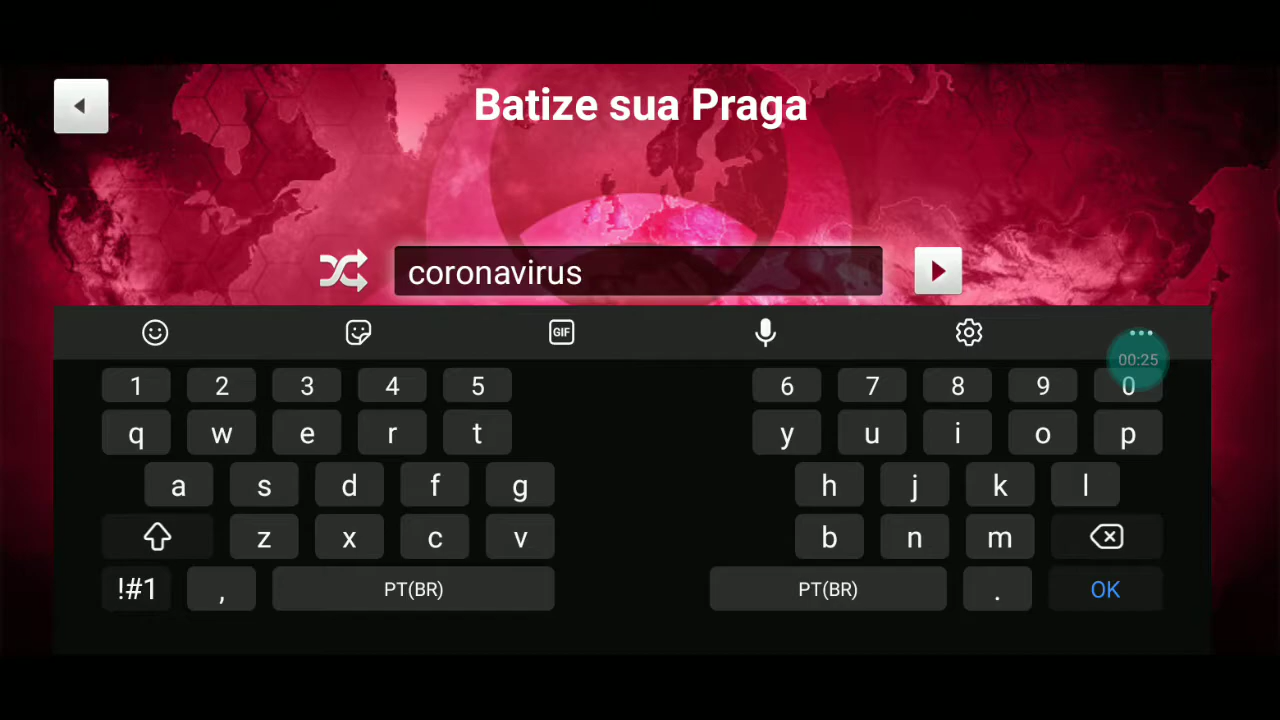 Batize sua Praga
coronavirus
GIF
00:25
1 2 3 4 5 6 7 8 9 0
q w e r t y u i o p
a s d f g h j k l
z x c v b n m
!#1 , PT(BR) PT(BR) . OK